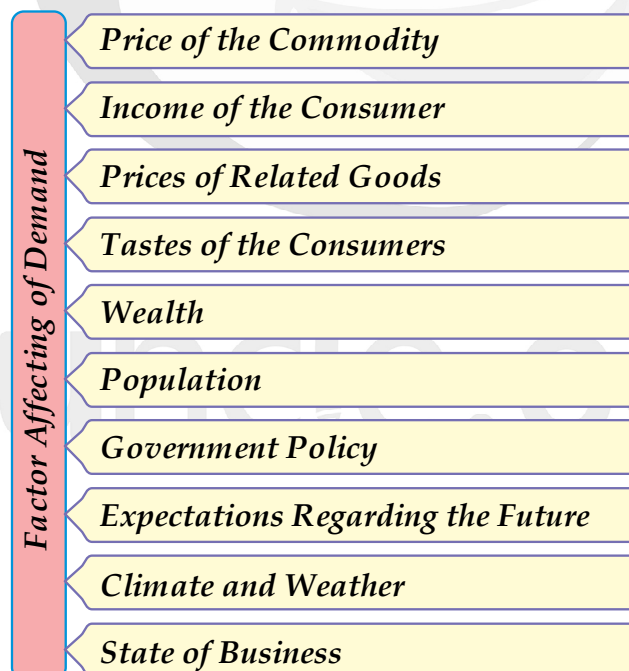 Factor Affecting of Demand
Price of the Commodity
Income of the Consumer
Prices of Related Goods
Tastes of the Consumers
Wealth
Population
Government Policy
Expectations Regarding the Future
Climate and Weather
State of Business